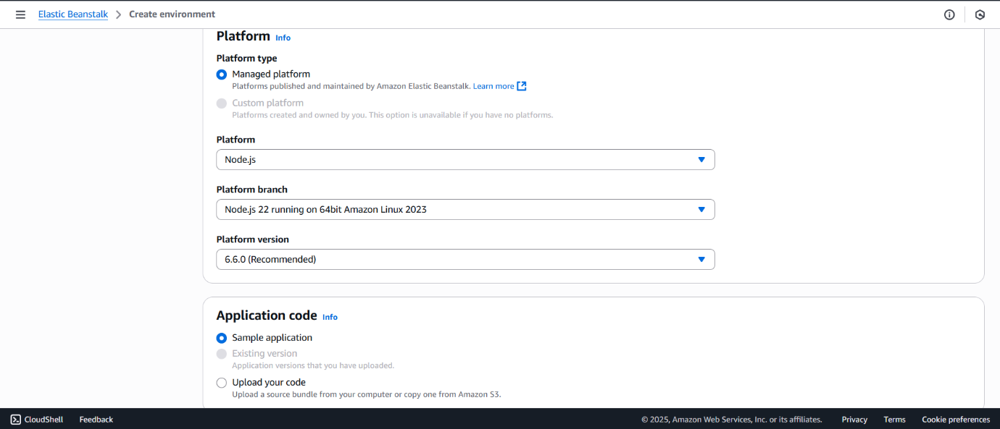 Elastic Beanstalk > Create environment
Platform Info
Platform type
Managed platform
Platforms published and maintained by Amazon Elastic Beanstalk. Learn more
Custom platform
Platforms created and owned by you. This option is unavailable if you have no platforms.
Platform
Node.js
Platform branch
Node.js 22 running on 64bit Amazon Linux 2023
Platform version
6.6.0 (Recommended)
Application code Info
Sample application
Existing version
Application versions that you have uploaded.
Upload your code
Upload a source bundle from your computer or copy one from Amazon S3.
CloudShell Feedback © 2025, Amazon Web Services, Inc. or its affiliates. Privacy Terms Cookie preferences